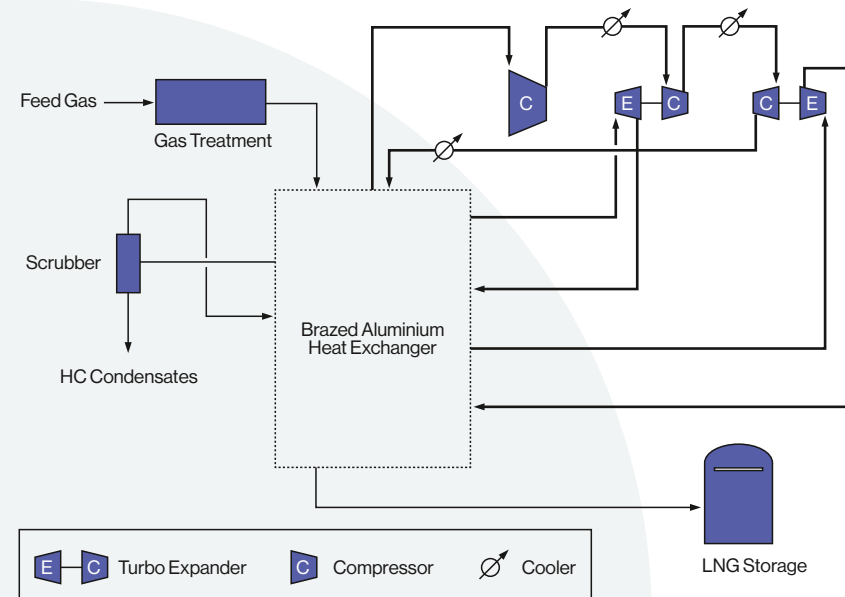 C
E
C
C
E
Feed Gas
Gas Treatment
Scrubber
Brazed Aluminium
Heat Exchanger
HC Condensates
LNG Storage
E
C
Turbo Expander
C
Compressor
Cooler